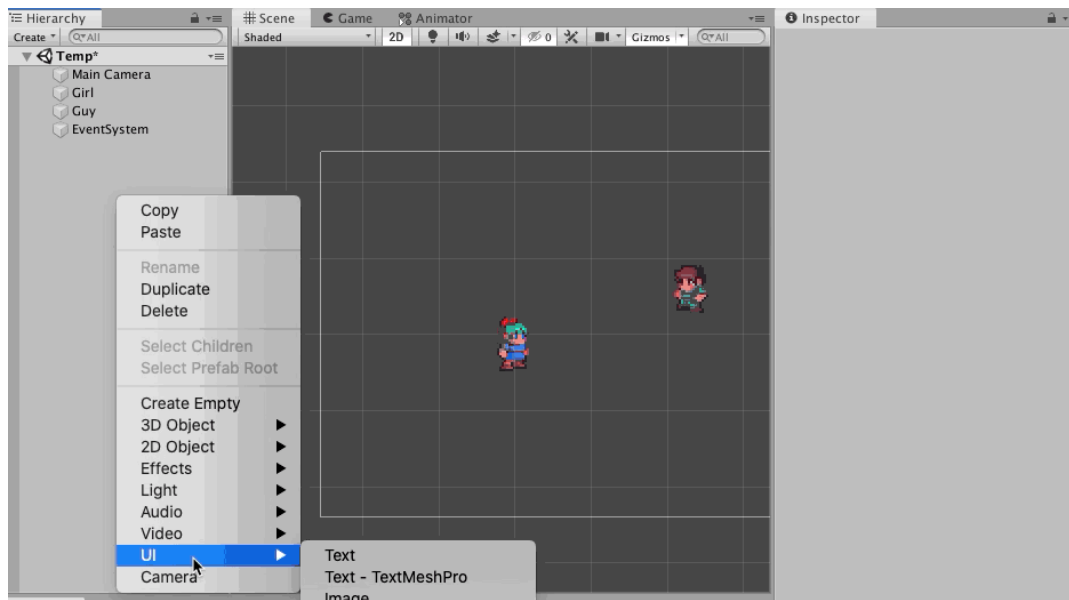 Hierarchy
Create All
Temp*
Main Camera
Girl
Guy
EventSystem
Scene Game Animator
Shaded 2D 0 Gizmos All
Inspector
Copy
Paste
Rename
Duplicate
Delete
Select Children
Select Prefab Root
Create Empty
3D Object
2D Object
Effects
Light
Audio
Video
UI
Camera
Text
Text - TextMeshPro
Image